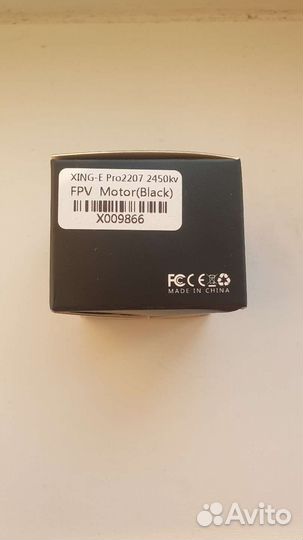 XING-E Pro2207 2450kv
FPV Motor(Black)
X009866
FC CE
MADE IN CHINA
Avito